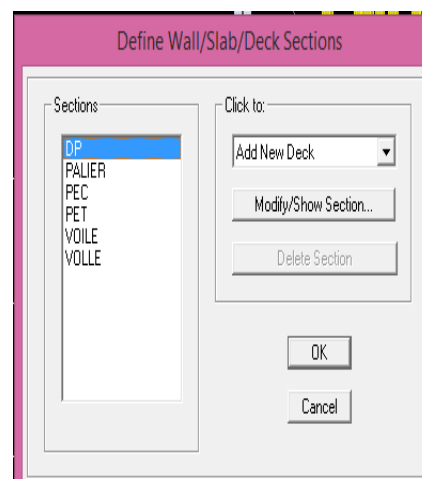 Define Wall/Slab/Deck Sections
Sections
DP
PALIER
PEC
PET
VOILE
VOLLE
Click to:
Add New Deck
Modify/Show Section...
Delete Section
OK
Cancel